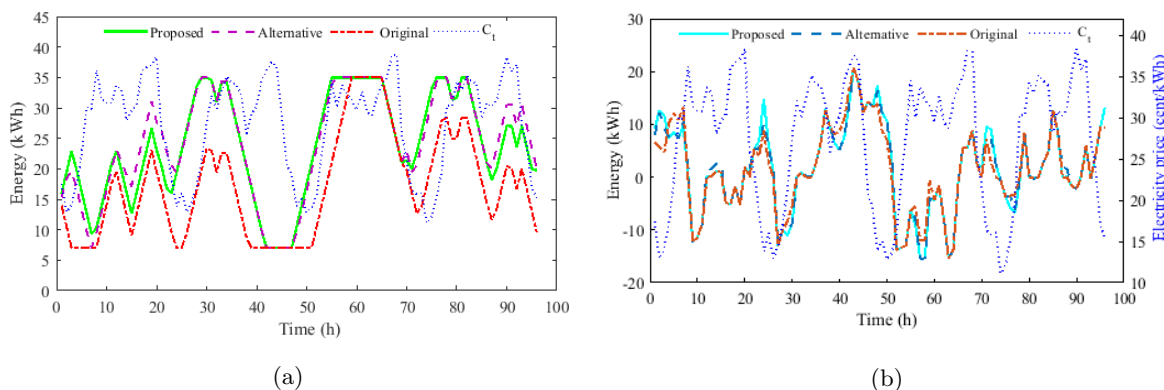 45
40
35
30
25
20
15
10
5
0
Energy (kWh)
Proposed Alternative Original C_t
0 10 20 30 40 50 60 70 80 90 100
Time (h)
(a)
30
20
10
0
-10
-20
Energy (kWh)
Proposed Alternative Original C_t
40
35
30
25
20
15
10
Electricity price (ccpt/kWh)
0 10 20 30 40 50 60 70 80 90 100
Time (h)
(b)